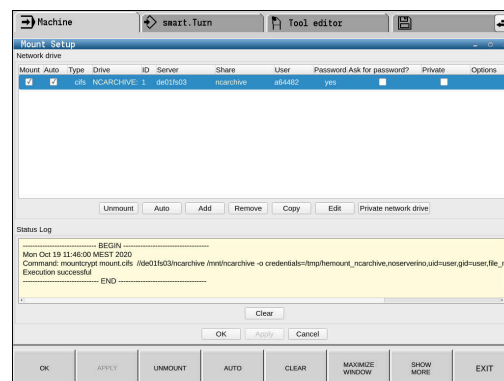 Machine
smart.Turn
Tool editor
Mount Setup
Network drive
Mount Auto Type Drive ID Server Share User Password Ask for password? Private Options
cifs NCARCHIVE: 1 de01fs03 ncarchive a64482 yes
Unmount Auto Add Remove Copy Edit Private network drive
Status Log
------------------------------ BEGIN -----------------------------------
Mon Oct 19 11:46:00 MEST 2020
Command: mountcrypt mount.cifs //de01fs03/ncarchive /mnt/ncarchive -o credentials=/tmp/hemount_ncarchive,noserverino,uid=user,gid=user,file_
Execution successful
------------------------------- END -----------------------------------
Clear
OK Apply Cancel
OK APPLY UNMOUNT AUTO CLEAR MAXIMIZE WINDOW SHOW MORE EXIT